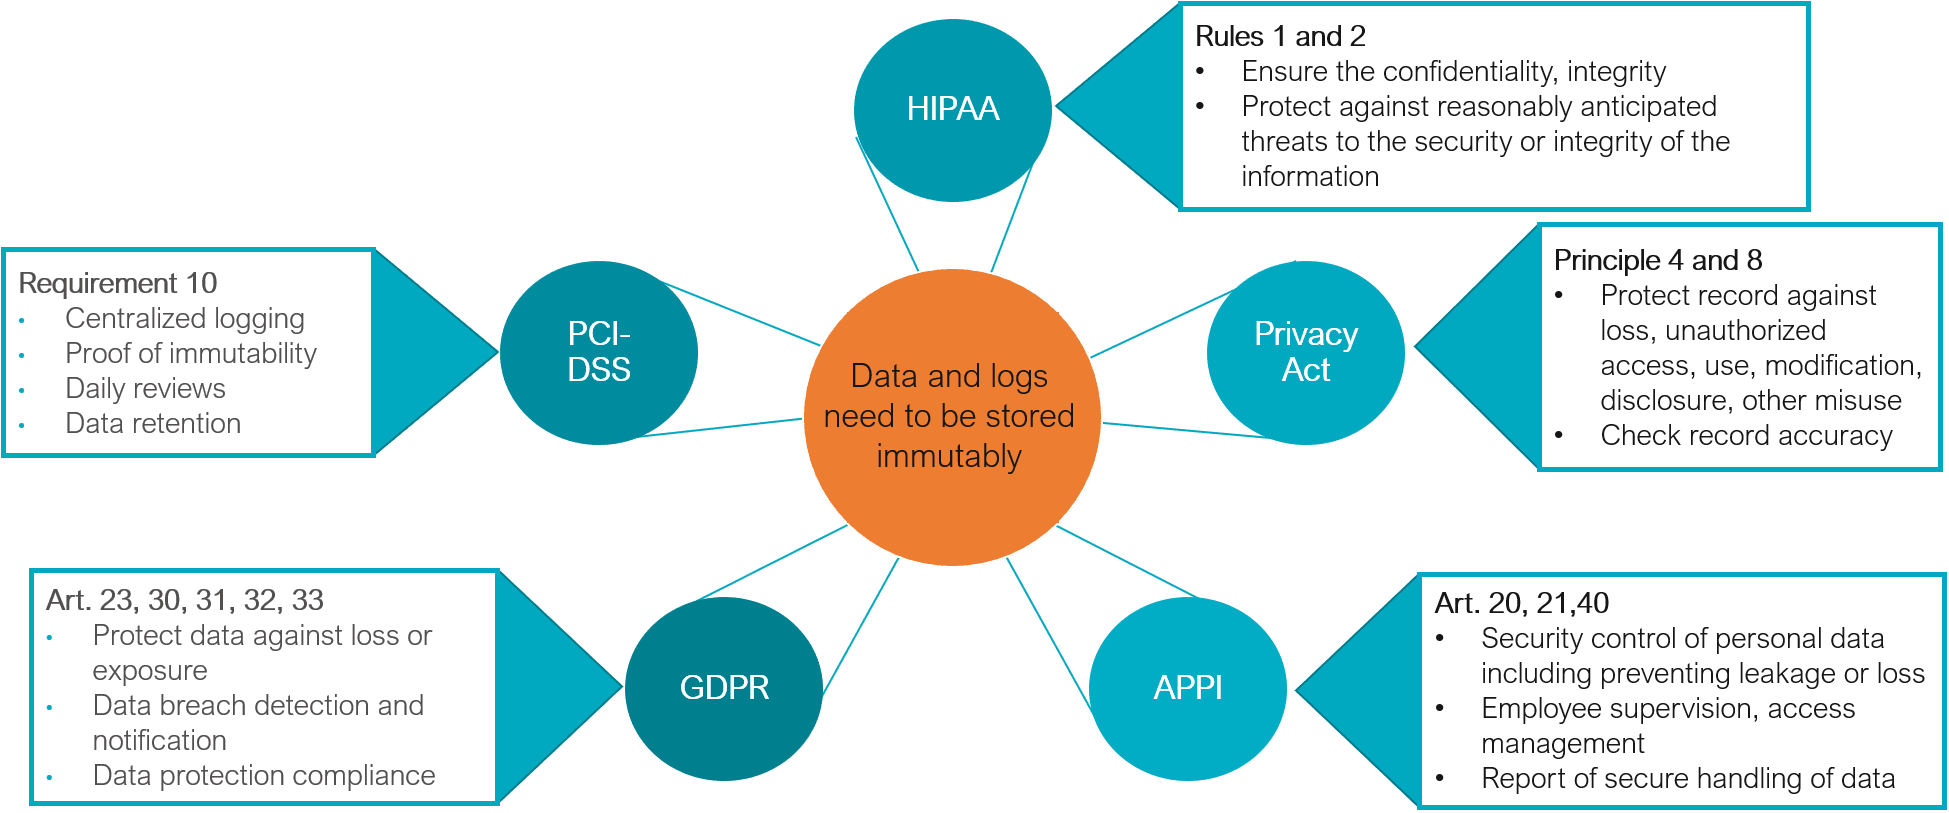 HIPAA
Rules 1 and 2
• Ensure the confidentiality, integrity
• Protect against reasonably anticipated
threats to the security or integrity of the
information
Requirement 10
• Centralized logging
• Proof of immutability
• Daily reviews
• Data retention
PCI-
DSS
Data and logs
need to be stored
immutably
Privacy
Act
Principle 4 and 8
• Protect record against
loss, unauthorized
access, use, modification,
disclosure, other misuse
• Check record accuracy
Art. 23, 30, 31, 32, 33
• Protect data against loss or
exposure
• Data breach detection and
notification
• Data protection compliance
GDPR
APPI
Art. 20, 21,40
• Security control of personal data
including preventing leakage or loss
• Employee supervision, access
management
• Report of secure handling of data